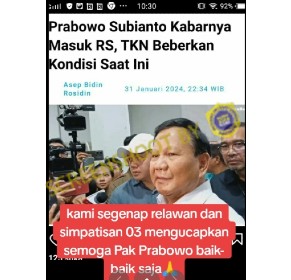 10:30
92%
Prabowo Subianto Kabarnya
Masuk RS, TKN Beberkan
Kondisi Saat Ini
Asep Bidin
Rosidin
31 Januari 2024, 22:34 WIB
kami segenap relawan dan
simpatisan 03 mengucapkan
semoga Pak Prabowo baik-
baik saja🙏